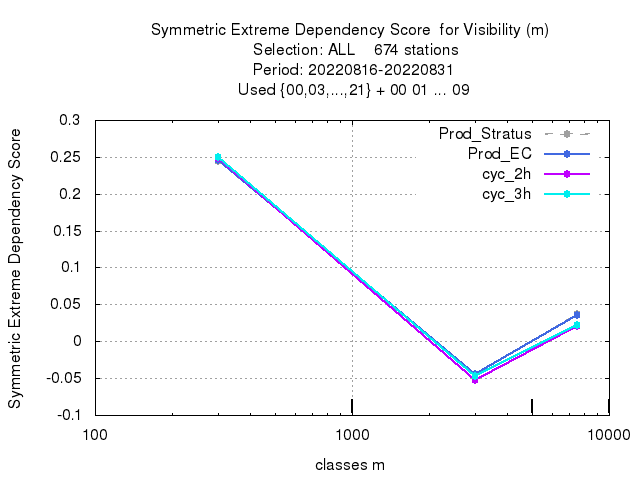 Symmetric Extreme Dependency Score for Visibility (m)
Selection: ALL 674 stations
Period: 20220816-20220831
Used {00,03,...,21} + 00 01 ... 09
Symmetric Extreme Dependency Score
0.3
0.25
0.2
0.15
0.1
0.05
0
-0.05
-0.1
Prod_Stratus
Prod_EC
cyc_2h
cyc_3h
100 1000 10000
classes m